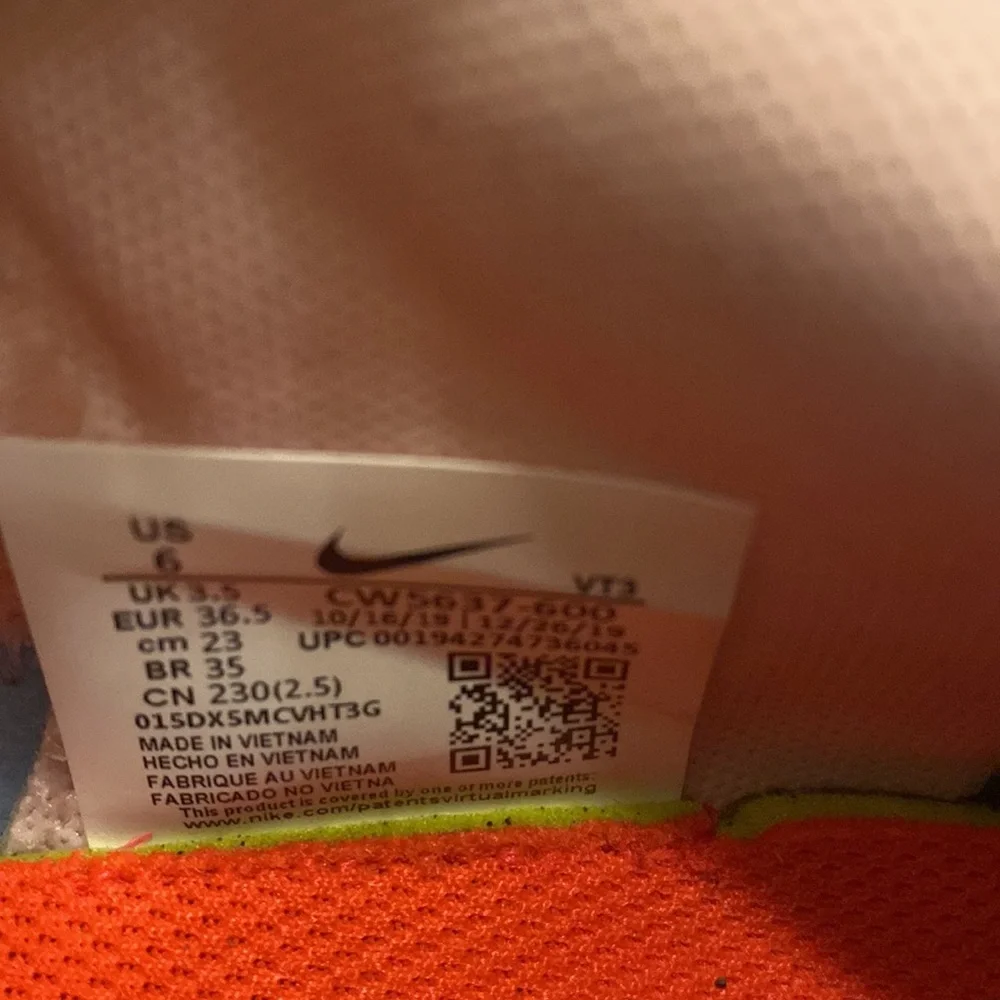 US
6
VT3
UK 3.5
CW5637-600
EUR 36.5
10/16/19 | 12/26/19
cm 23
UPC 00194274736045
BR 35
CN 230(2.5)
015DX5MCVHT3G
MADE IN VIETNAM
HECHO EN VIETNAM
FABRIQUE AU VIETNAM
FABRICADO NO VIETNA
This product is covered by one or more patents:
www.nike.com/patentsvirtualmarking